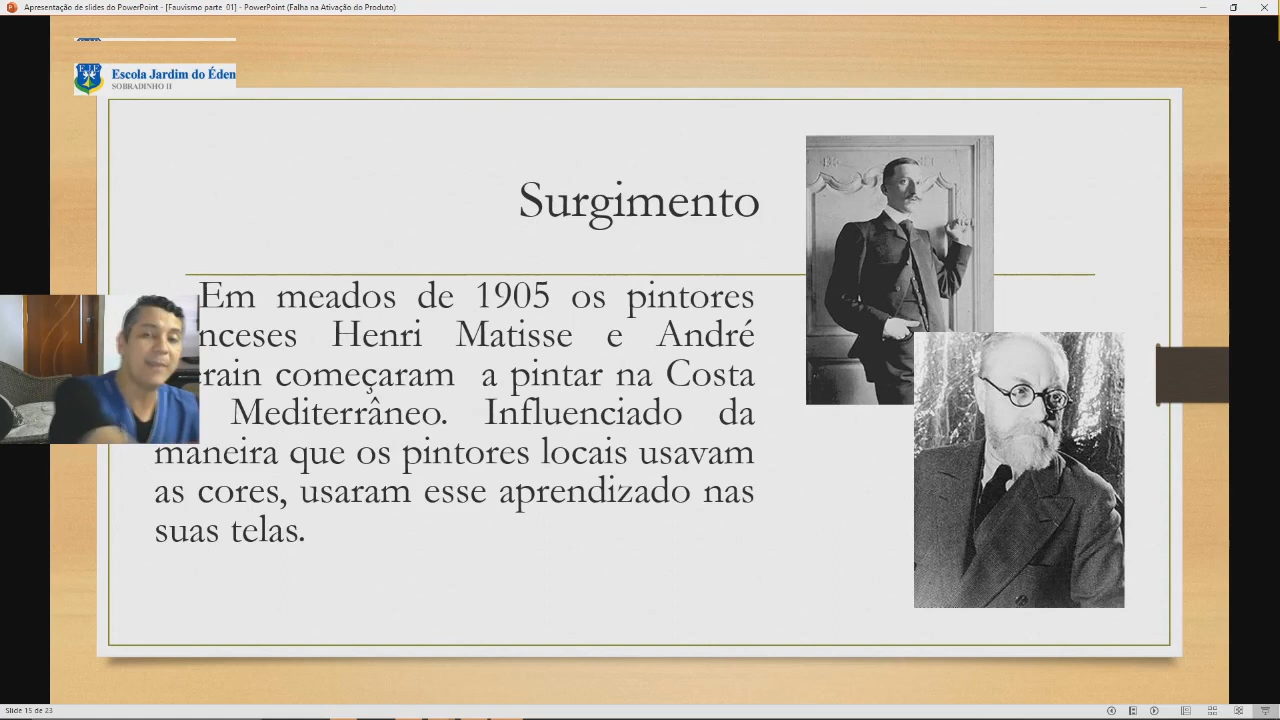 Apresentação de slides do PowerPoint - [Fauvismo parte 01] - PowerPoint (Falha na Ativação do Produto)
E J E
Escola Jardim do Éden
SOBRADINHO II
Surgimento
Em meados de 1905 os pintores
nceses Henri Matisse e André
erain começaram a pintar na Costa
Mediterrâneo. Influenciado da
maneira que os pintores locais usavam
as cores, usaram esse aprendizado nas
suas telas.
Slide 15 de 23